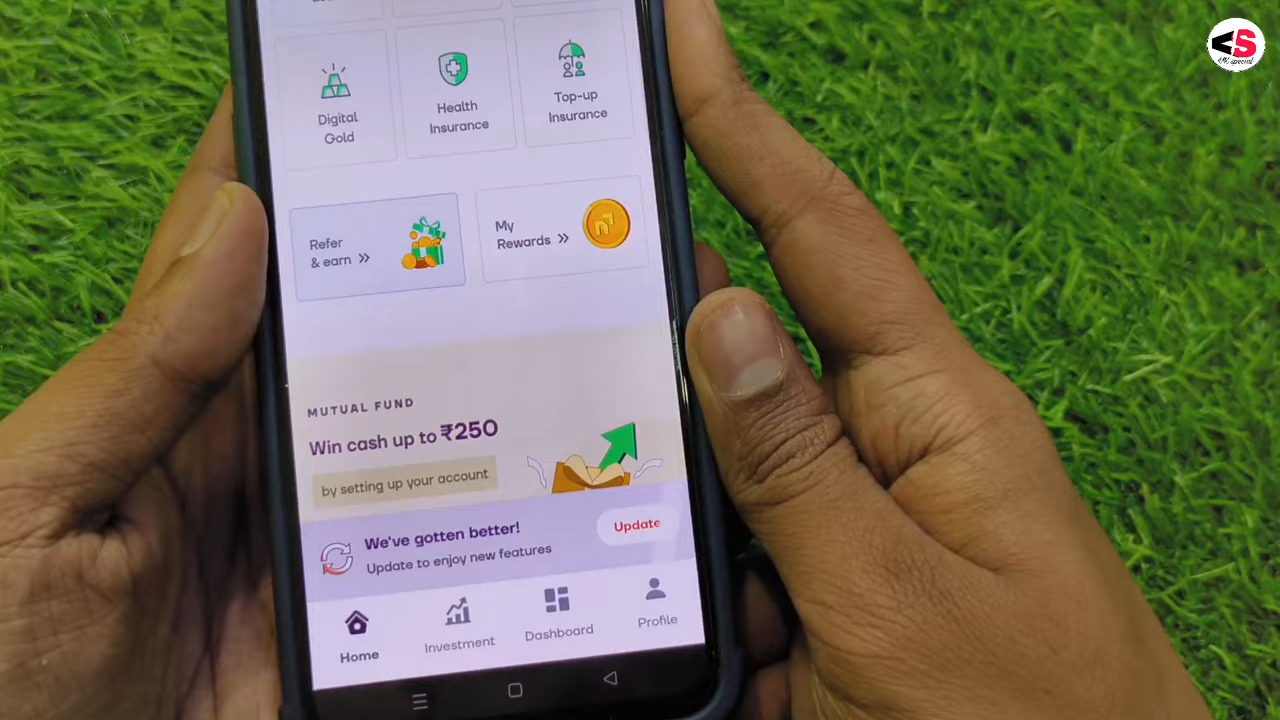 Digital
Gold
Health
Insurance
Top-up
Insurance
Refer
& earn »
My
Rewards »
MUTUAL FUND
Win cash up to ₹250
by setting up your account
We've gotten better!
Update to enjoy new features
Update
Home
Investment
Dashboard
Profile